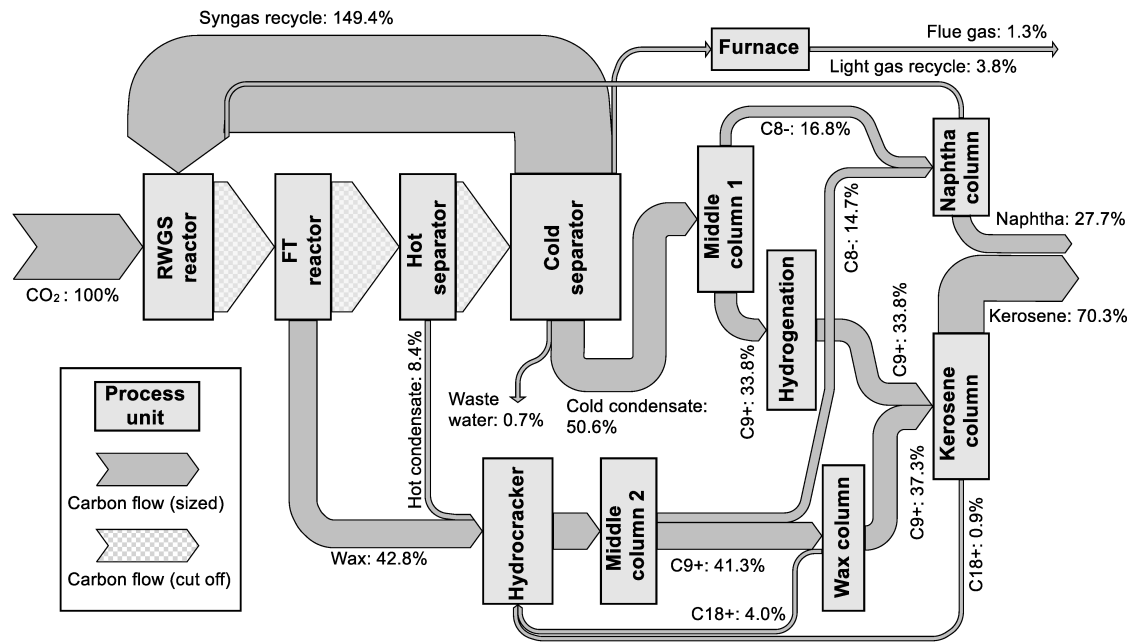 Syngas recycle: 149.4%
Furnace
Flue gas: 1.3%
Light gas recycle: 3.8%
C8-: 16.8%
Naphtha
column
Middle
column 1
C8-: 14.7%
Naphtha: 27.7%
RWGS
reactor
FT
reactor
Hot
separator
Cold
separator
CO₂ : 100%
Hydrogenation
C9+: 33.8%
C9+: 33.8%
Kerosene: 70.3%
Kerosene
column
Process
unit
Carbon flow (sized)
Carbon flow (cut off)
Hot condensate: 8.4%
Waste
water: 0.7%
Cold condensate:
50.6%
Wax: 42.8%
Hydrocracker
Middle
column 2
C9+: 41.3%
Wax column
C9+: 37.3%
C18+: 4.0%
C18+: 0.9%